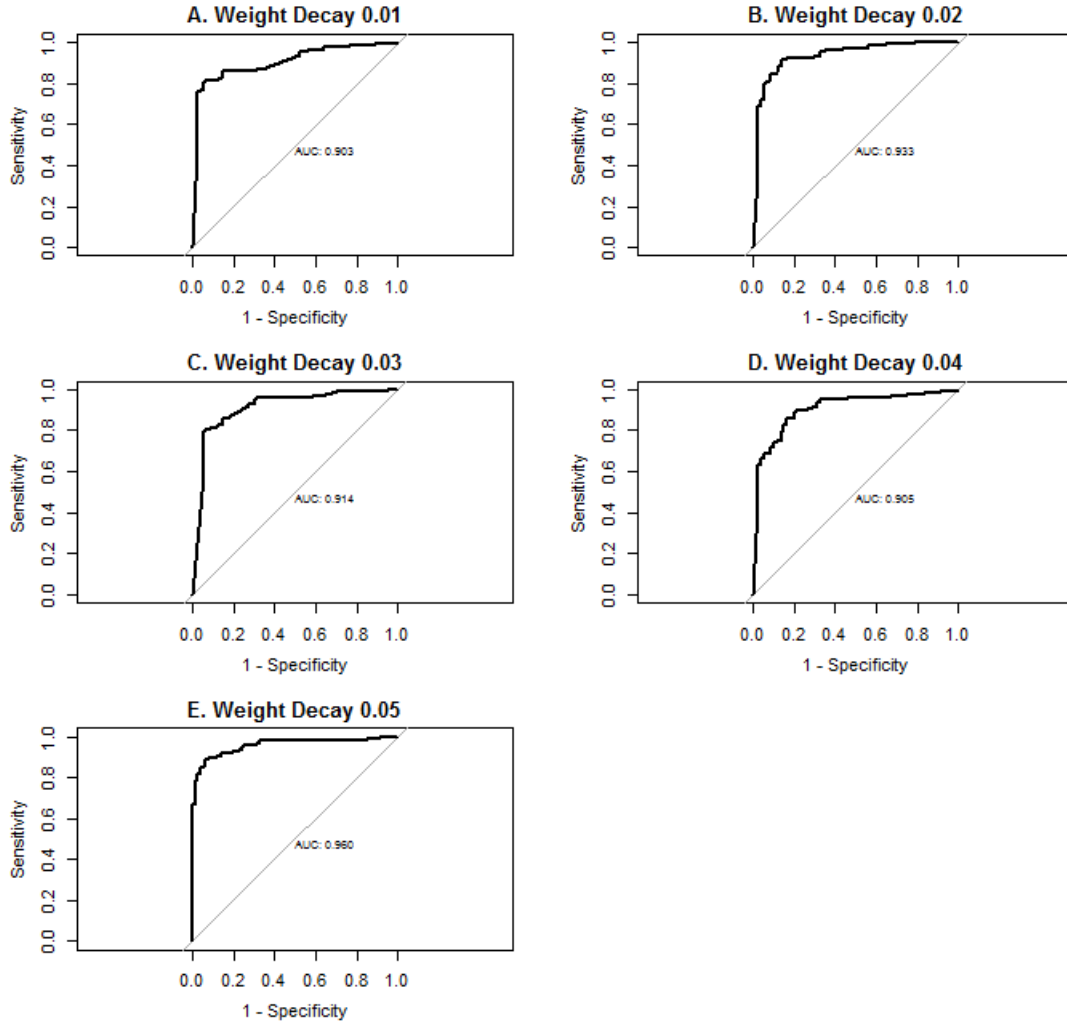 A. Weight Decay 0.01
Sensitivity
0.0 0.2 0.4 0.6 0.8 1.0
AUC: 0.903
0.0 0.2 0.4 0.6 0.8 1.0
1 - Specificity
B. Weight Decay 0.02
Sensitivity
0.0 0.2 0.4 0.6 0.8 1.0
AUC: 0.933
0.0 0.2 0.4 0.6 0.8 1.0
1 - Specificity
C. Weight Decay 0.03
Sensitivity
0.0 0.2 0.4 0.6 0.8 1.0
AUC: 0.914
0.0 0.2 0.4 0.6 0.8 1.0
1 - Specificity
D. Weight Decay 0.04
Sensitivity
0.0 0.2 0.4 0.6 0.8 1.0
AUC: 0.905
0.0 0.2 0.4 0.6 0.8 1.0
1 - Specificity
E. Weight Decay 0.05
Sensitivity
0.0 0.2 0.4 0.6 0.8 1.0
AUC: 0.960
0.0 0.2 0.4 0.6 0.8 1.0
1 - Specificity